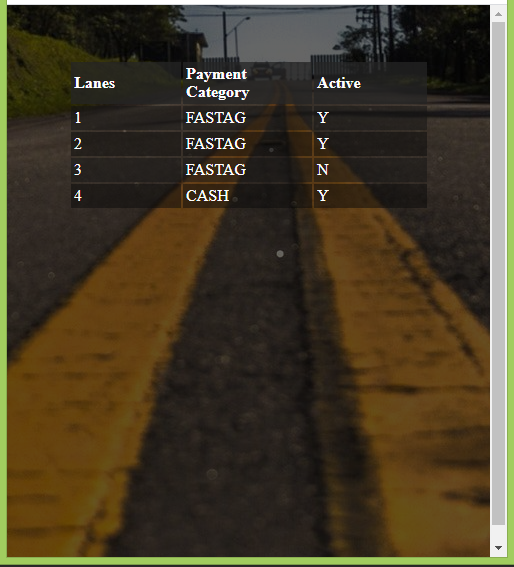 Lanes Payment Category Active
1 FASTAG Y
2 FASTAG Y
3 FASTAG N
4 CASH Y